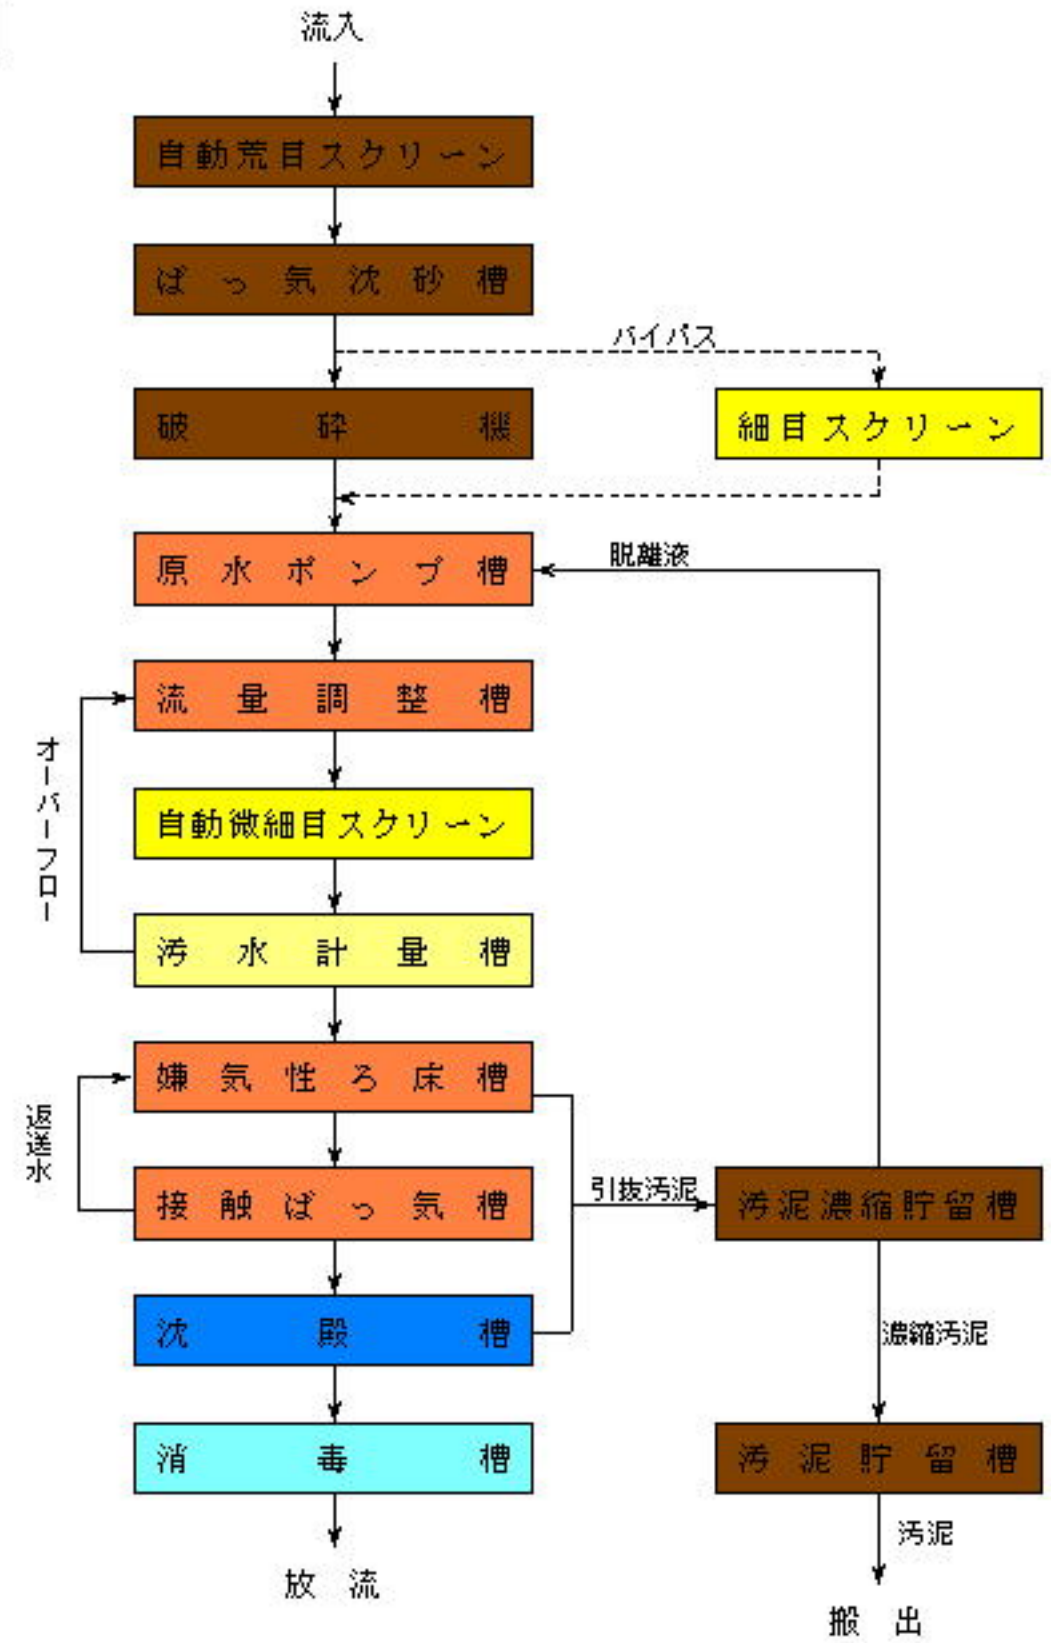 流入
自動荒目スクリーン
ばっ気沈砂槽
バイパス
破砕機
細目スクリーン
原水ポンプ槽
脱離液
流量調整槽
オーバーフロー
自動微細目スクリーン
汚水計量槽
嫌気性ろ床槽
返送水
接触ばっ気槽
引抜汚泥
汚泥濃縮貯留槽
沈殿槽
濃縮汚泥
消毒槽
汚泥貯留槽
汚泥
放流
搬出